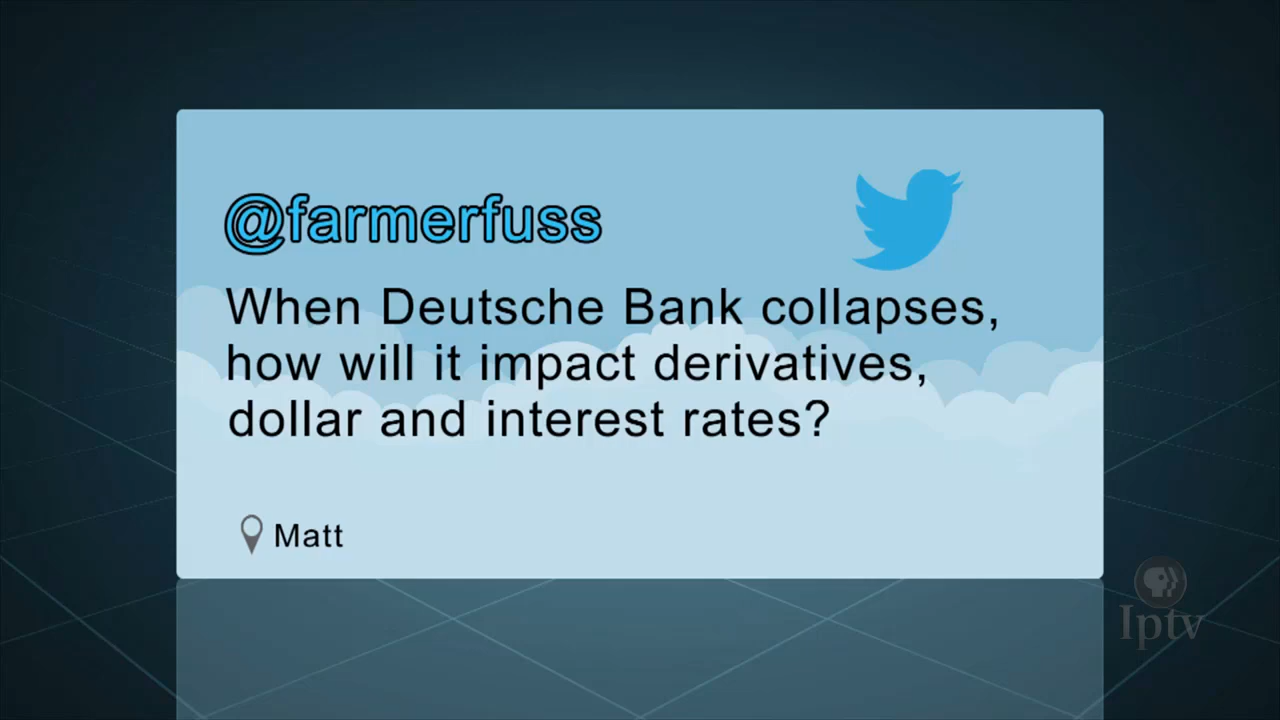 @farmerfuss
When Deutsche Bank collapses,
how will it impact derivatives,
dollar and interest rates?
Matt
Iptv